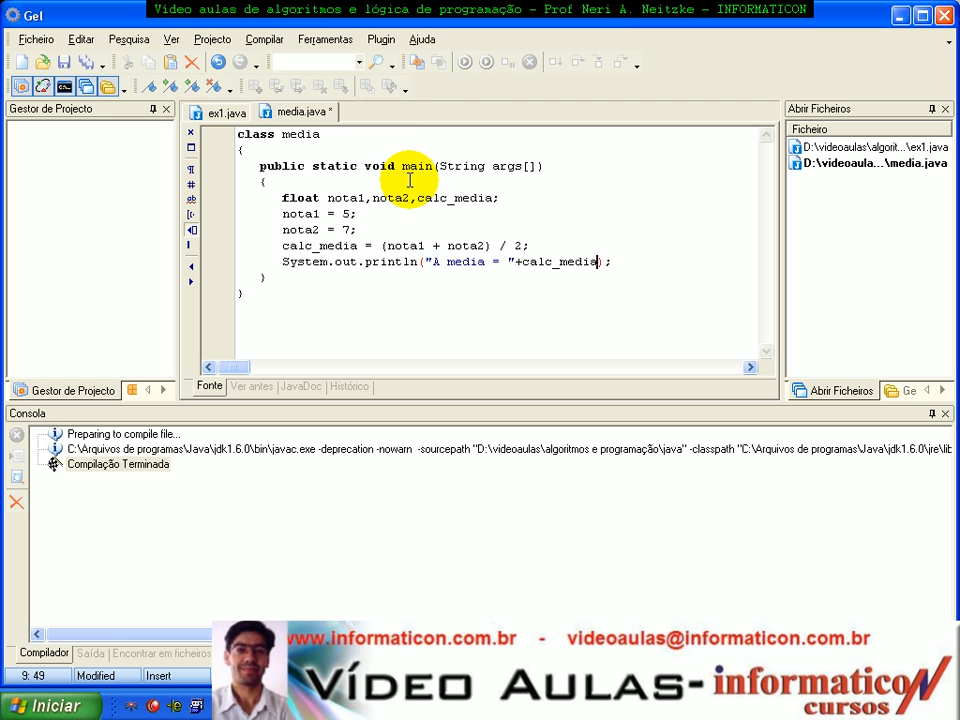 Vídeo aulas de algoritmos e lógica de programação – Prof Neri A. Neitzke – INFORMATICON
Gel
Ficheiro Editar Pesquisa Ver Projecto Compilar Ferramentas Plugin Ajuda
Gestor de Projecto
ex1.java media.java *
Abrir Ficheiros
Ficheiro
D:\videoaulas\algorit...\ex1.java
D:\videoaula...\media.java
class media
{
public static void main(String args[])
{
float nota1,nota2,calc_media;
nota1 = 5;
nota2 = 7;
calc_media = (nota1 + nota2) / 2;
System.out.println("A media = "+calc_media);
}
}
Gestor de Projecto
Fonte Ver antes JavaDoc Histórico
Abrir Ficheiros Ge
Consola
Preparing to compile file...
C:\Arquivos de programas\Java\jdk1.6.0\bin\javac.exe -deprecation -nowarn -sourcepath "D:\videoaulas\algoritmos e programação\java" -classpath "C:\Arquivos de programas\Java\jdk1.6.0\jre\lib
Compilação Terminada
www.informaticon.com.br - videoaulas@informaticon.com.br
Compilador Saída Encontrar em ficheiros
9: 49 Modified Insert
Vídeo Aulas-informaticon
cursos
Iniciar